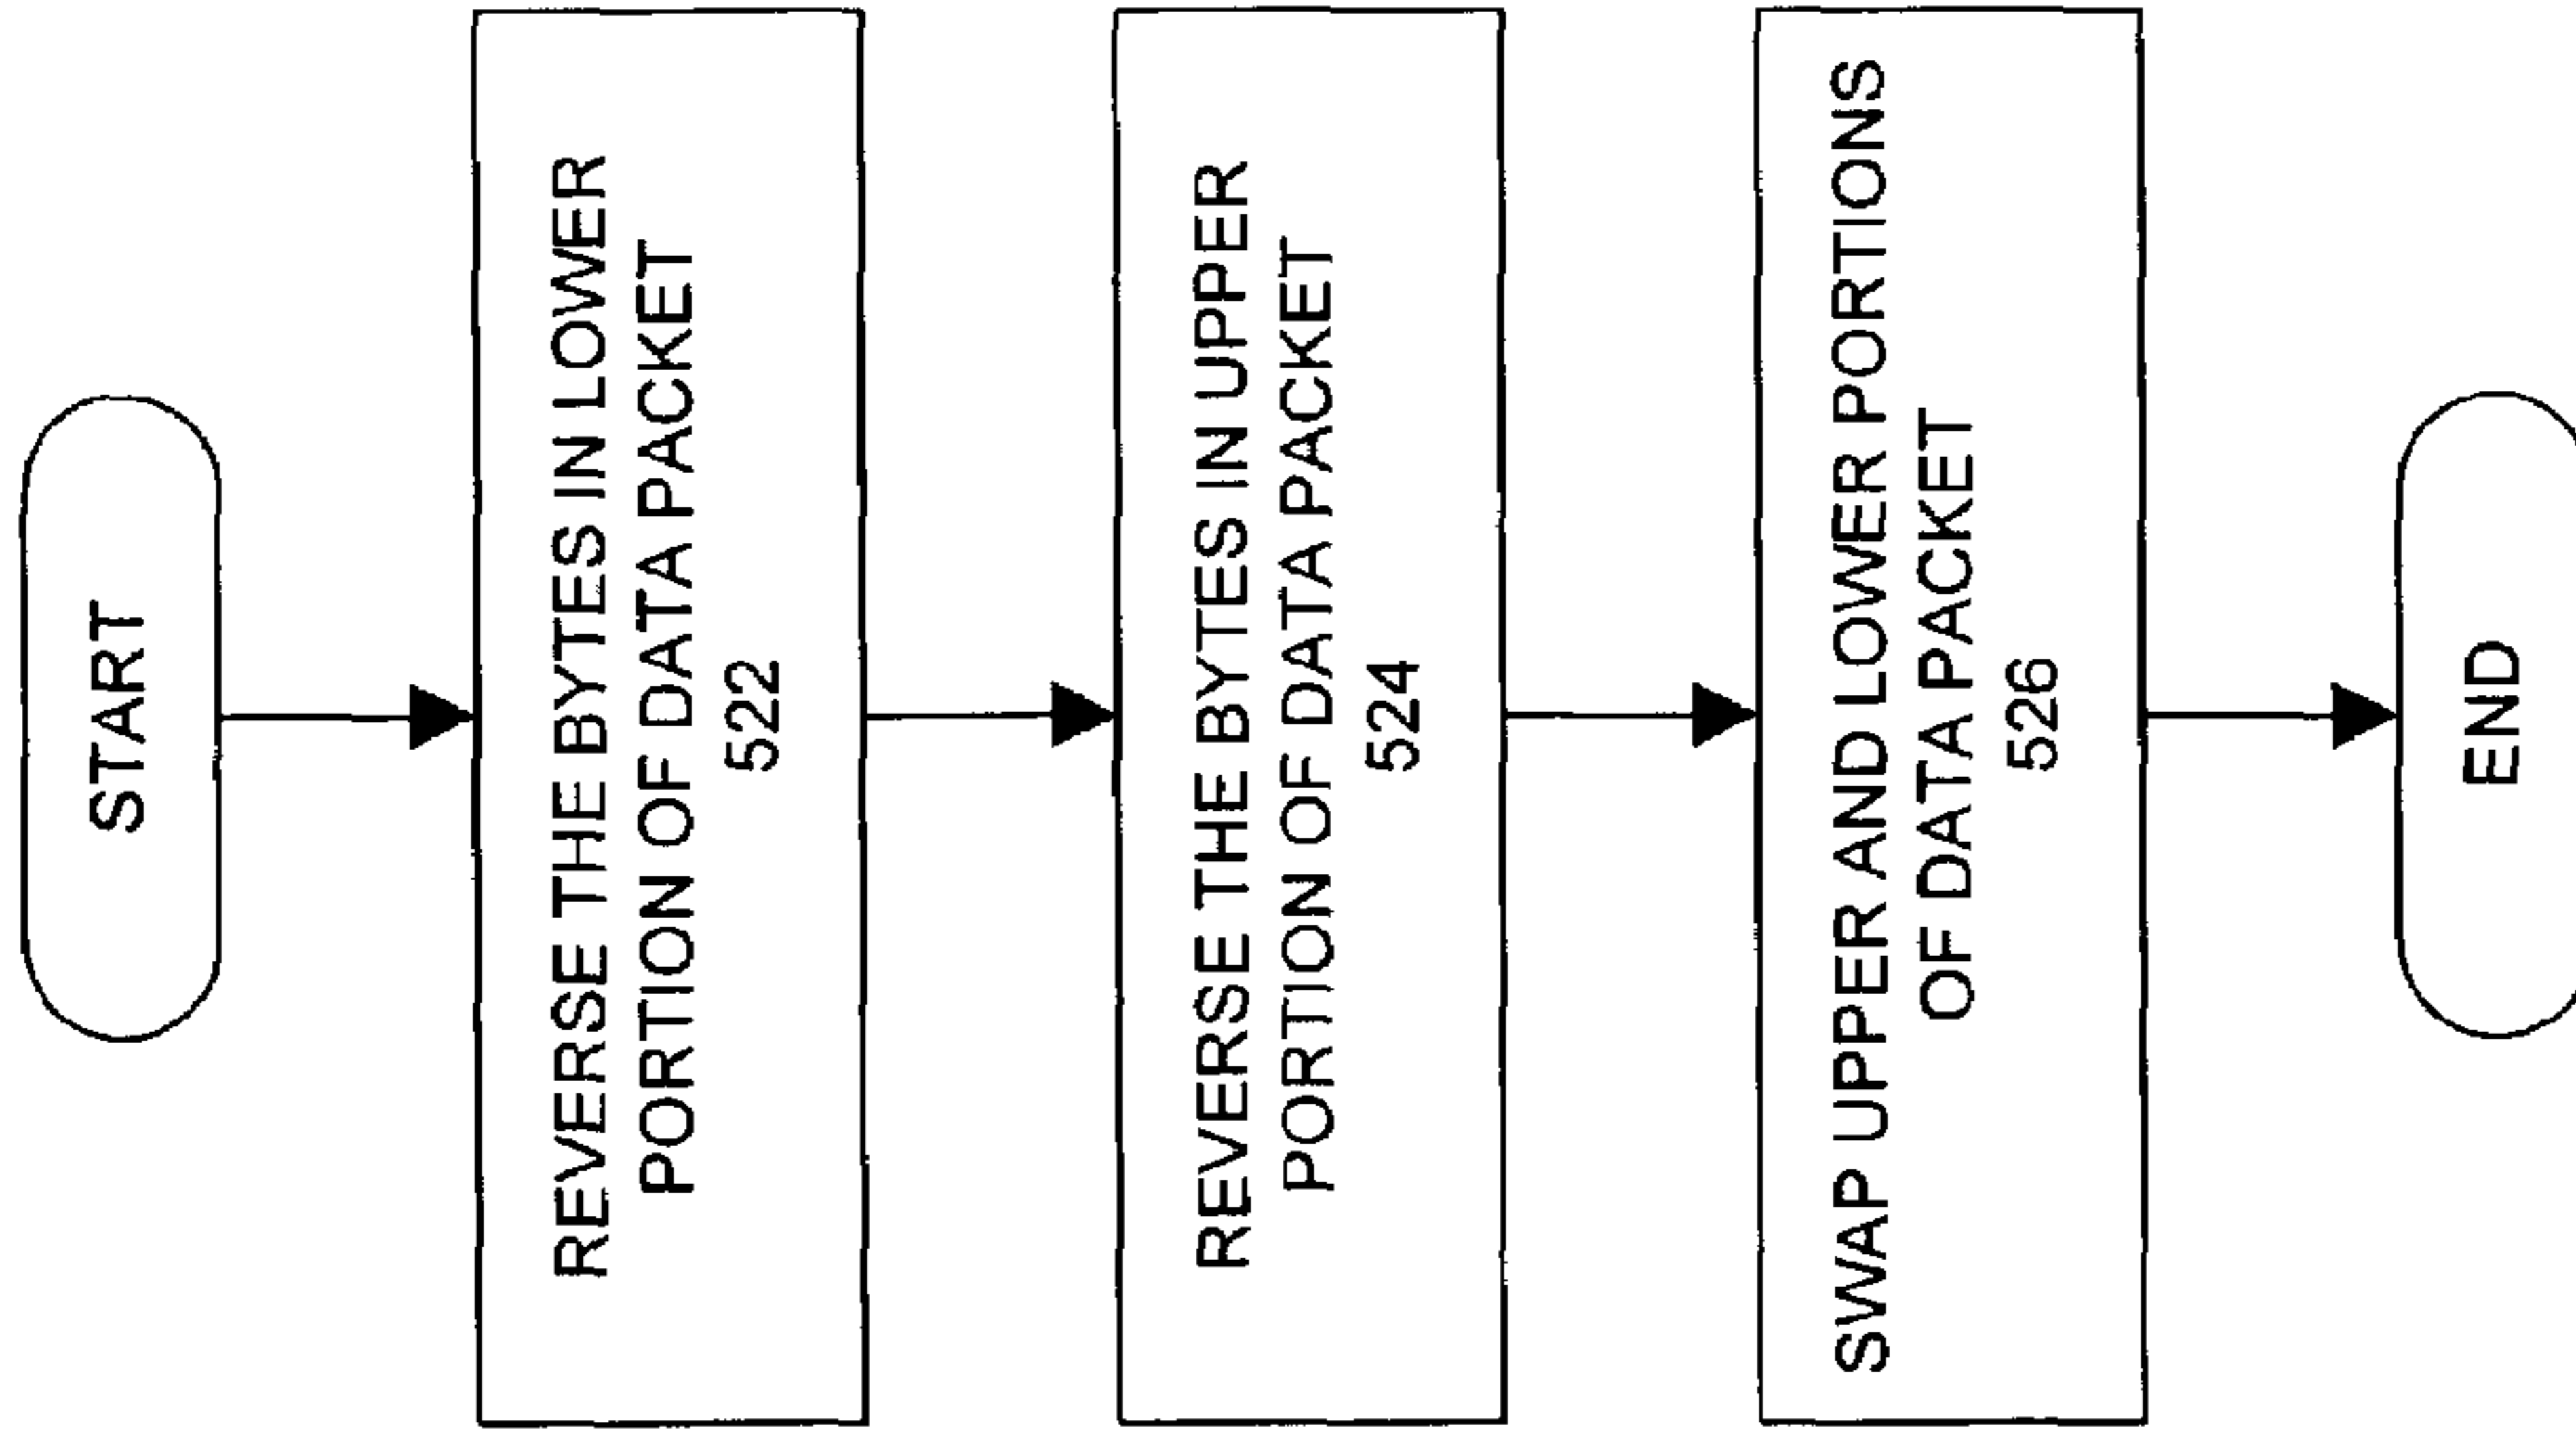 START
REVERSE THE BYTES IN LOWER
PORTION OF DATA PACKET
522
REVERSE THE BYTES IN UPPER
PORTION OF DATA PACKET
524
SWAP UPPER AND LOWER PORTIONS
OF DATA PACKET
526
END